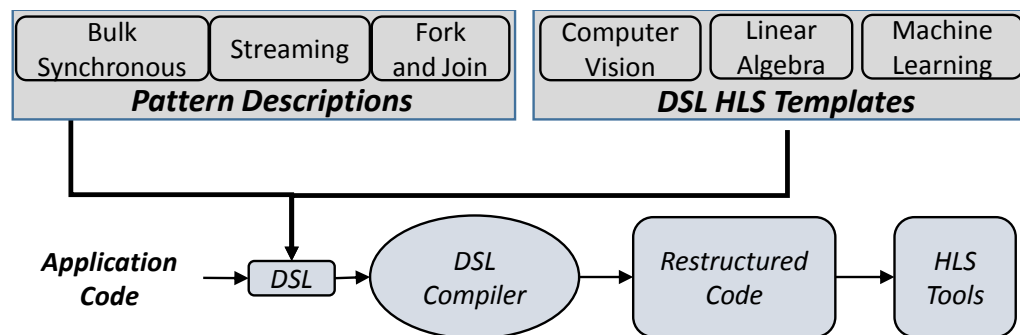 Bulk
Synchronous
Streaming
Fork
and Join
Pattern Descriptions
Computer
Vision
Linear
Algebra
Machine
Learning
DSL HLS Templates
Application
Code
DSL
DSL
Compiler
Restructured
Code
HLS
Tools